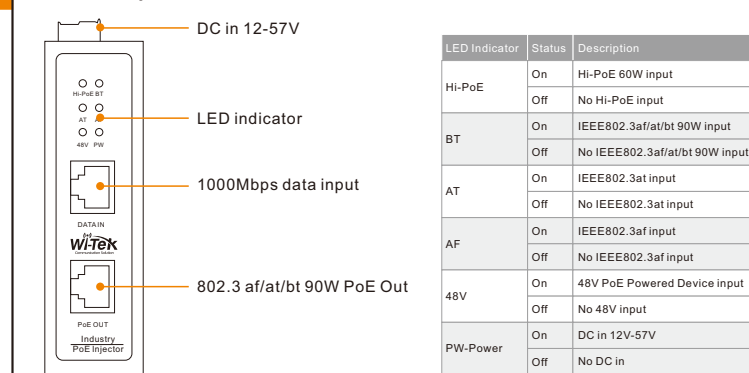 DC in 12-57V
Hi-PoE BT
LED indicator
AT
48V PW
1000Mbps data input
DATA IN
Wi-Tek
Communication Solution
802.3 af/at/bt 90W PoE Out
PoE OUT
Industry
PoE Injector
LED Indicator Status Description
Hi-PoE On Hi-PoE 60W input
Off No Hi-PoE input
BT On IEEE802.3af/at/bt 90W input
Off No IEEE802.3af/at/bt 90W input
AT On IEEE802.3at input
Off No IEEE802.3at input
AF On IEEE802.3af input
Off No IEEE802.3af input
48V On 48V PoE Powered Device input
Off No 48V input
PW-Power On DC in 12V-57V
Off No DC in